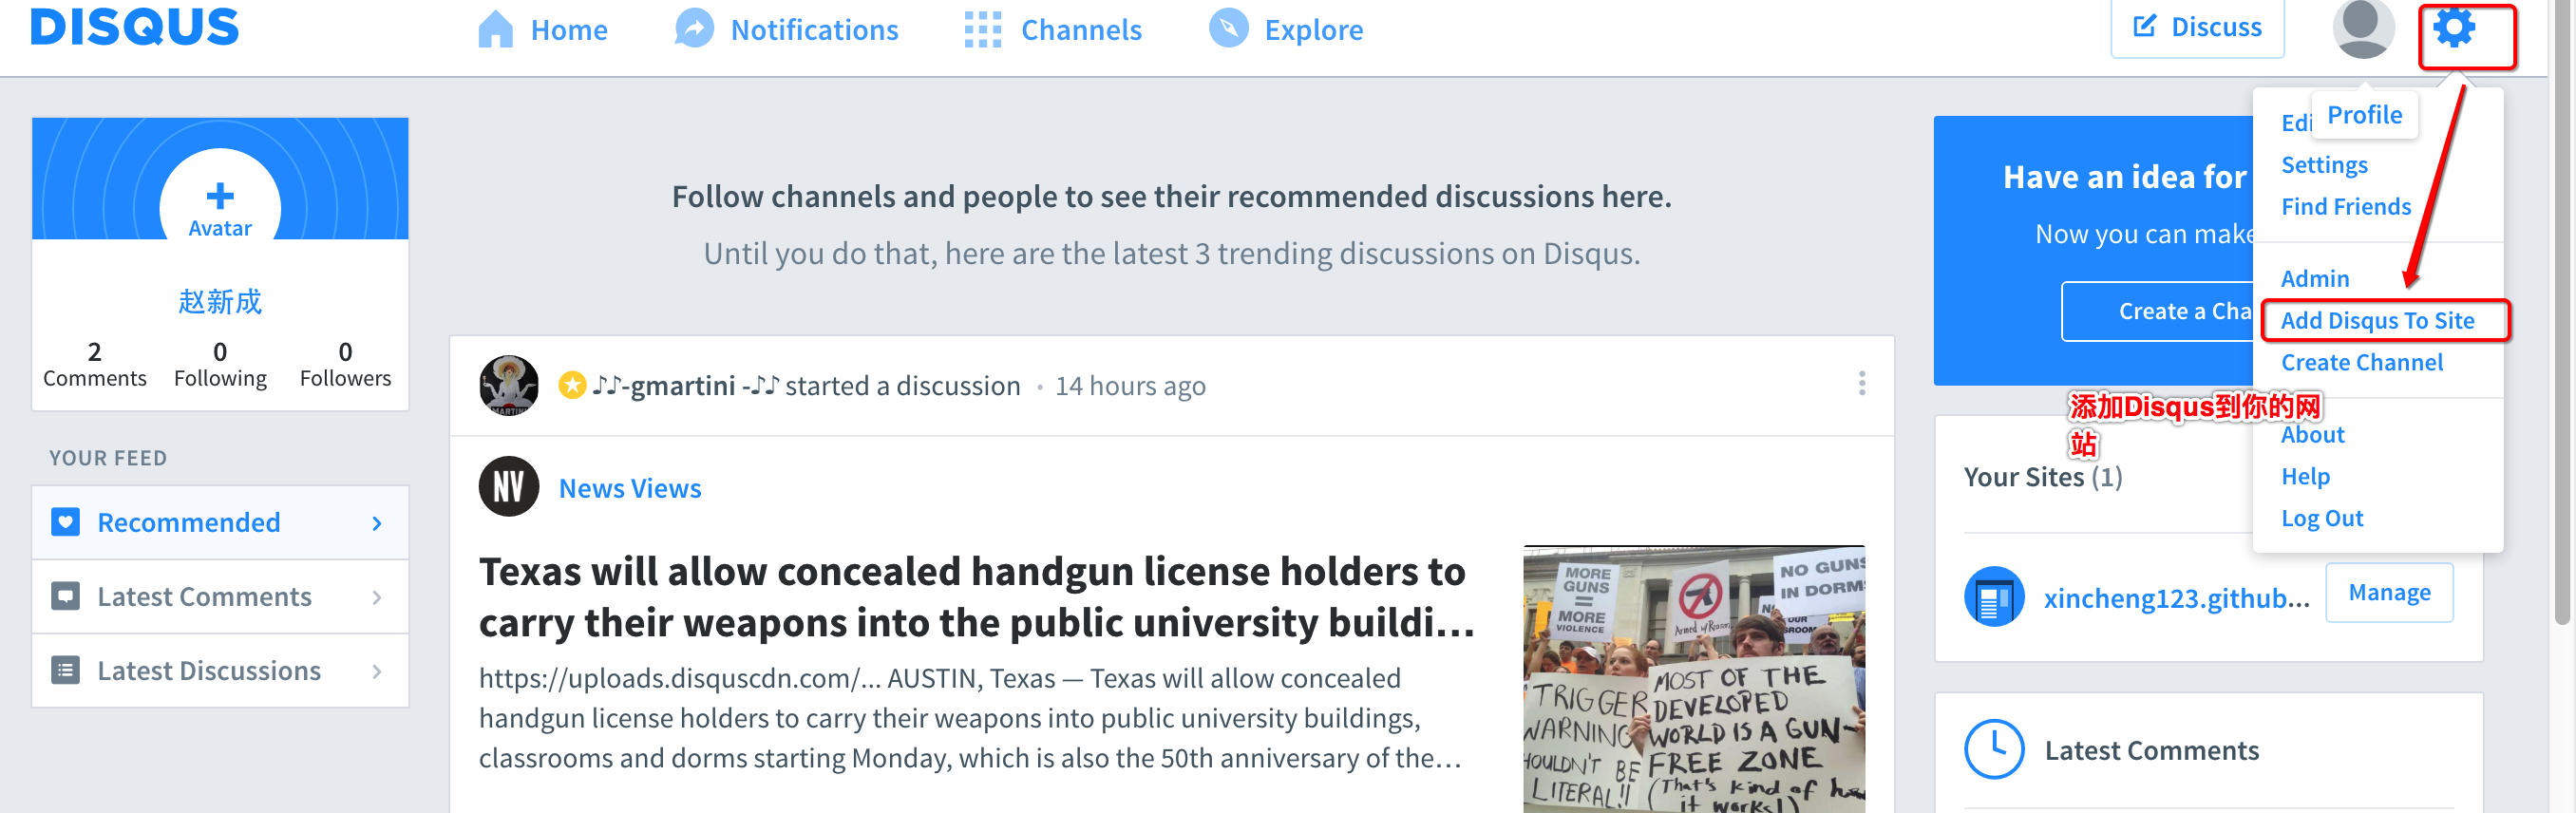 DISQUS
Home
Notifications
Channels
Explore
Discuss
Profile
Edi
Settings
Find Friends
Admin
Add Disqus To Site
Create Channel
About
Help
Log Out
添加Disqus到你的网
站
Avatar
赵新成
2
Comments
0
Following
0
Followers
YOUR FEED
Recommended
Latest Comments
Latest Discussions
Follow channels and people to see their recommended discussions here.
Until you do that, here are the latest 3 trending discussions on Disqus.
♪♪-gmartini -♪♪ started a discussion • 14 hours ago
MARTINI
NV
News Views
Texas will allow concealed handgun license holders to
carry their weapons into the public university buildi...
https://uploads.disquscdn.com/... AUSTIN, Texas — Texas will allow concealed
handgun license holders to carry their weapons into public university buildings,
classrooms and dorms starting Monday, which is also the 50th anniversary of the...
MORE
GUNS
=
MORE
VIOLENCE
Armed w/ Reason
NO GUNS
IN DORMS
OUR
ROOM
TRIGGER
WARNING
HOULDN'T BE
LITERAL!!
MOST OF THE
DEVELOPED
WORLD IS A GUN-
FREE ZONE
(That's kind of how
it works!)
Have an idea for
Now you can make
Create a Cha
Your Sites (1)
xincheng123.github...
Manage
Latest Comments